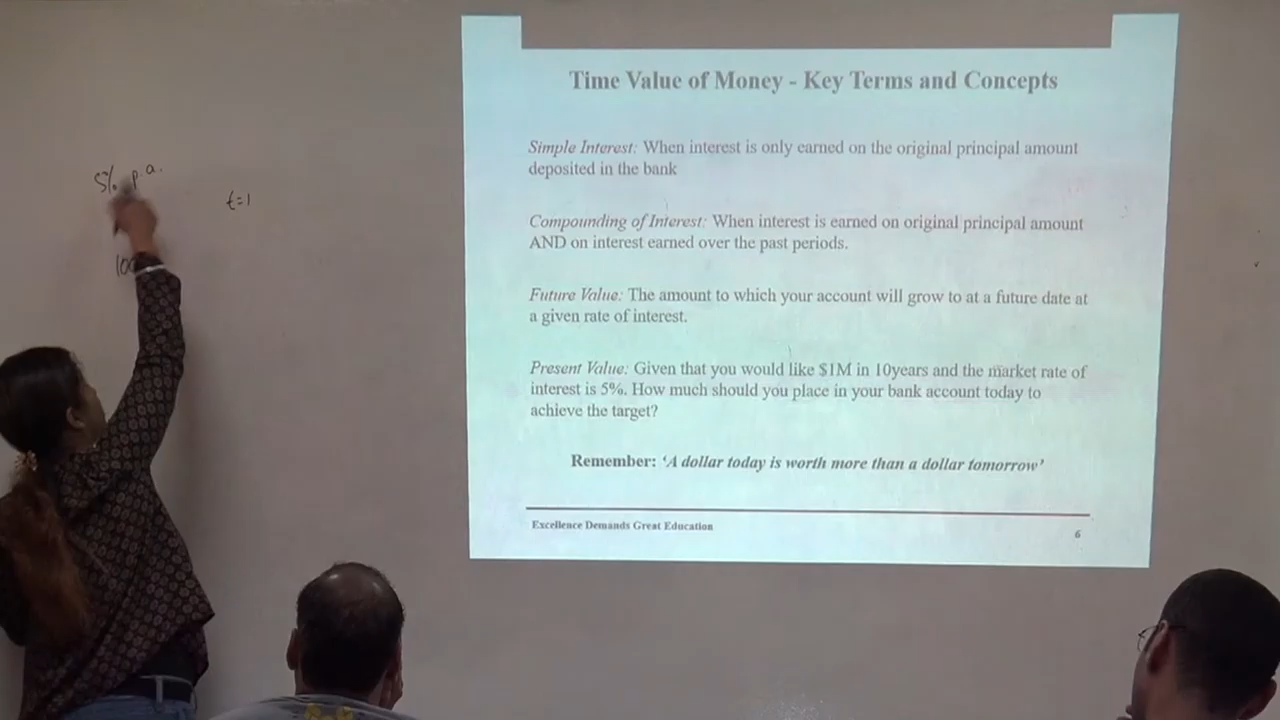 Time Value of Money - Key Terms and Concepts
Simple Interest: When interest is only earned on the original principal amount
deposited in the bank
Compounding of Interest: When interest is earned on original principal amount
AND on interest earned over the past periods.
Future Value: The amount to which your account will grow to at a future date at
a given rate of interest.
Present Value: Given that you would like $1M in 10years and the market rate of
interest is 5%. How much should you place in your bank account today to
achieve the target?
Remember: ‘A dollar today is worth more than a dollar tomorrow’
Excellence Demands Great Education
6
5% p.a.
t=1